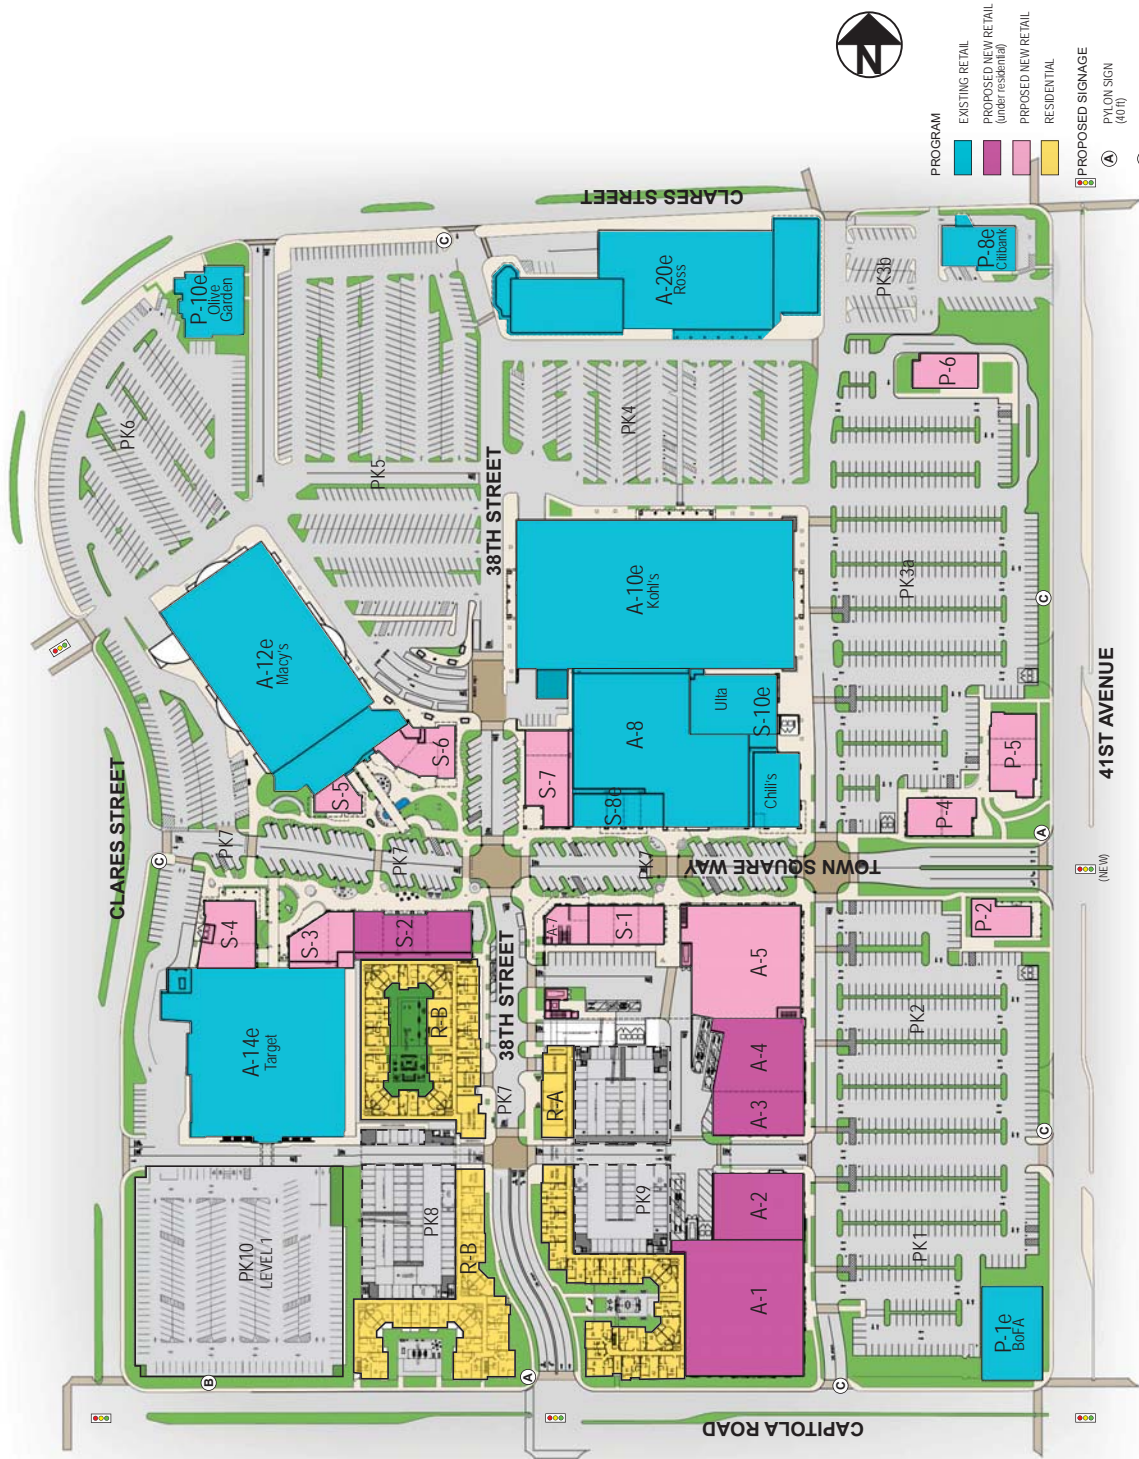 N
PROGRAM
EXISTING RETAIL
PROPOSED NEW RETAIL
(under residential)
PRPOSED NEW RETAIL
RESIDENTIAL
PROPOSED SIGNAGE
A
PYLON SIGN
(40 ft)
CLARES STREET
P-10e
Olive
Garden
C
PK6
PK5
A-20e
Ross
PK3b
P-8e
Citibank
P-6
PK4
38TH STREET
A-12e
Macy's
A-10e
Kohl's
PK3a
C
41ST AVENUE
CLARES STREET
S-6
S-5
S-7
A-8
Ulta
S-10e
S-8e
Chili's
P-5
P-4
A
C
PK7
PK7
PK7
TOWN SQUARE WAY
(NEW)
S-4
S-3
S-2
38TH STREET
A-7
S-1
A-5
P-2
A-14e
Target
R-B
PK7
R-A
A-4
A-3
PK2
C
PK10
LEVEL 1
PK8
R-B
PK9
A-2
A-1
PK1
P-1e
BoFA
B
A
C
CAPITOLA ROAD